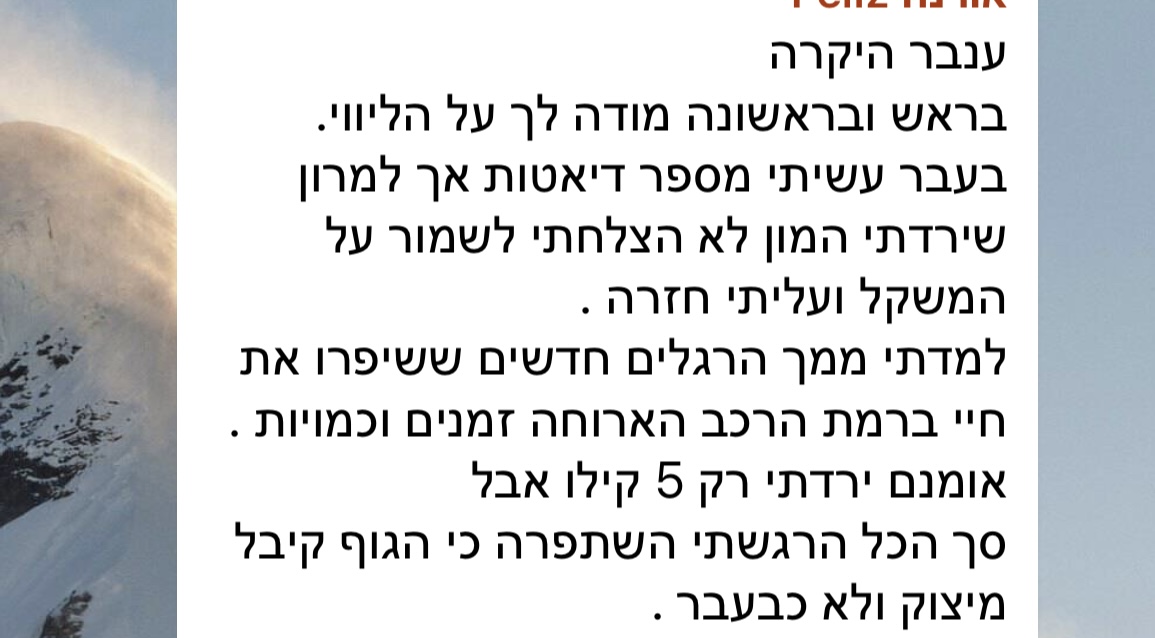 ענבר היקרה
בראש ובראשונה מודה לך על הליווי.
בעבר עשיתי מספר דיאטות אך למרון
שירדתי המון לא הצלחתי לשמור על
המשקל ועליתי חזרה .
למדתי ממך הרגלים חדשים ששיפרו את
חיי ברמת הרכב הארוחה זמנים וכמויות .
אומנם ירדתי רק 5 קילו אבל
סך הכל הרגשתי השתפרה כי הגוף קיבל
מיצוק ולא כבעבר .